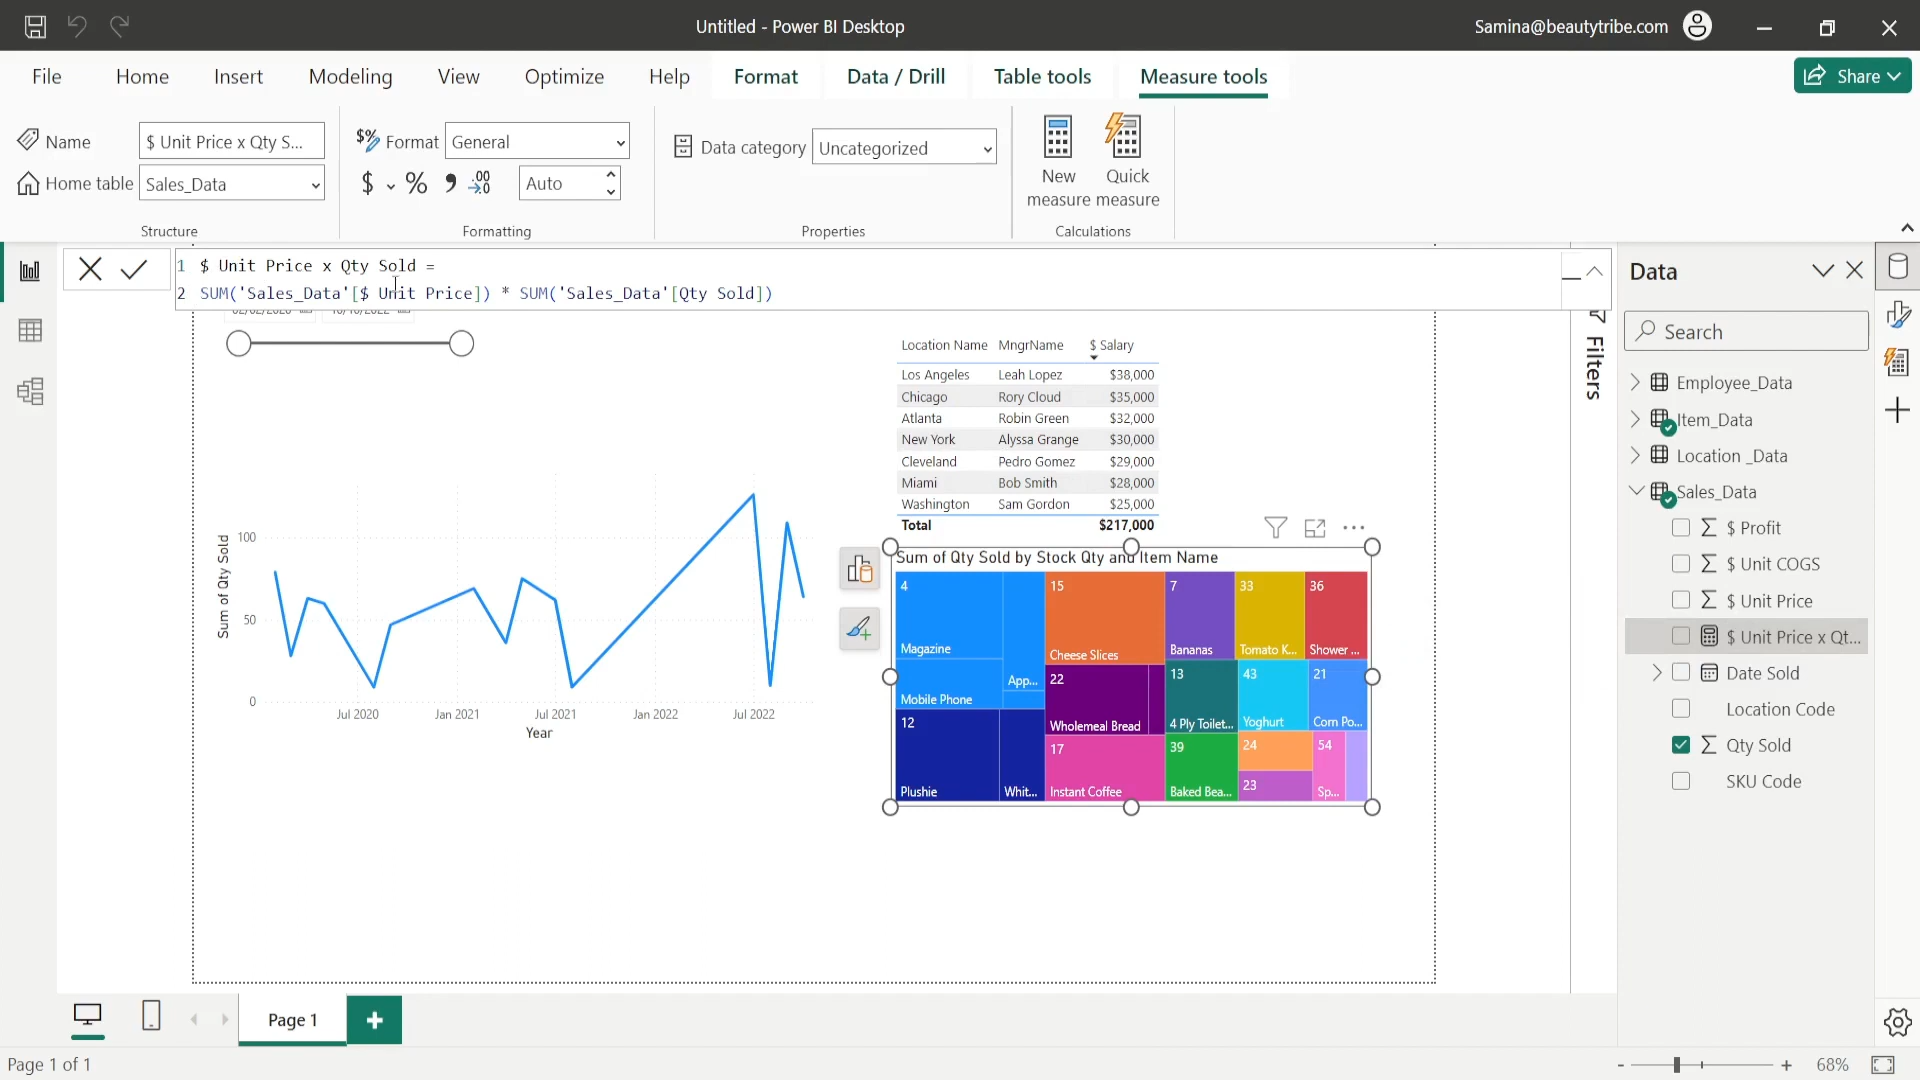 Untitled - Power BI Desktop
Samina@beautytribe.com
File Home Insert Modeling View Optimize Help Format Data / Drill Table tools Measure tools
Share
Name
$ Unit Price x Qty S...
Home table
Sales_Data
Structure
$% Format
General
$ % , .00
Auto
Formatting
Data category
Uncategorized
Properties
New measure
Quick measure
Calculations
1 $ Unit Price x Qty Sold =
2 SUM('Sales_Data'[$ Unit Price]) * SUM('Sales_Data'[Qty Sold])
Location Name MngrName $ Salary
Los Angeles Leah Lopez $38,000
Chicago Rory Cloud $35,000
Atlanta Robin Green $32,000
New York Alyssa Grange $30,000
Cleveland Pedro Gomez $29,000
Miami Bob Smith $28,000
Washington Sam Gordon $25,000
Total $217,000
Sum of Qty Sold
100
50
0
Jul 2020 Jan 2021 Jul 2021 Jan 2022 Jul 2022
Year
Sum of Qty Sold by Stock Qty and Item Name
4
Magazine
App...
Mobile Phone
12
Plushie
Whit...
15
Cheese Slices
22
Wholemeal Bread
17
Instant Coffee
7
Bananas
33
Tomato K...
36
Shower ...
13
4 Ply Toilet...
43
Yoghurt
21
Corn Po...
39
Baked Bea...
24
23
54
Sp...
Filters
Data
Search
Employee_Data
Item_Data
Location _Data
Sales_Data
$ Profit
$ Unit COGS
$ Unit Price
$ Unit Price x Qt...
Date Sold
Location Code
Qty Sold
SKU Code
Page 1
Page 1 of 1
68%